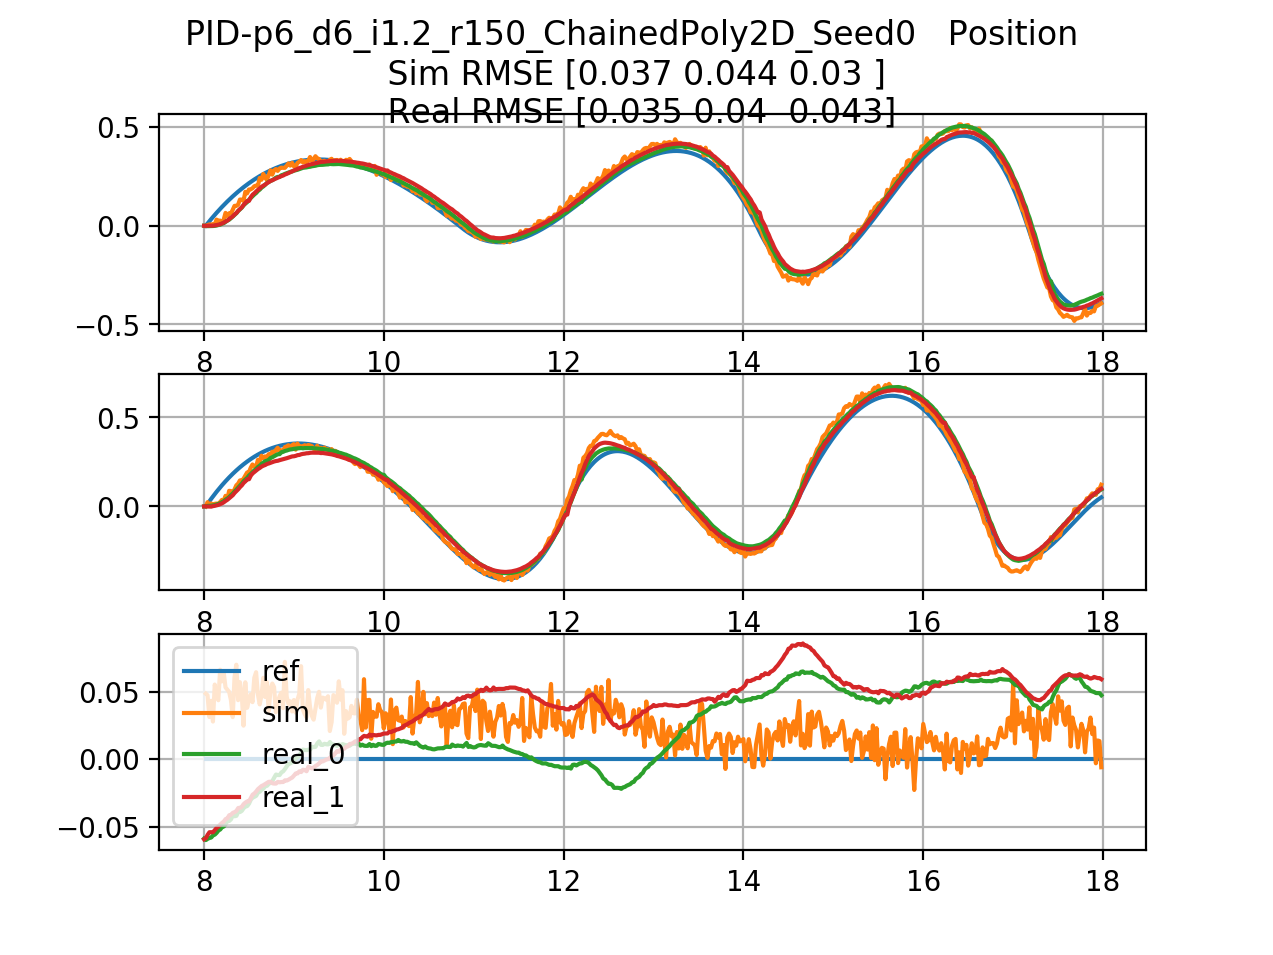 PID-p6_d6_i1.2_r150_ChainedPoly2D_Seed0   Position
Sim RMSE [0.037 0.044 0.03 ]
Real RMSE [0.035 0.04  0.043]
0.5
0.0
−0.5
8 10 12 14 16 18
0.5
0.0
8 10 12 14 16 18
0.05
0.00
−0.05
ref
sim
real_0
real_1
8 10 12 14 16 18